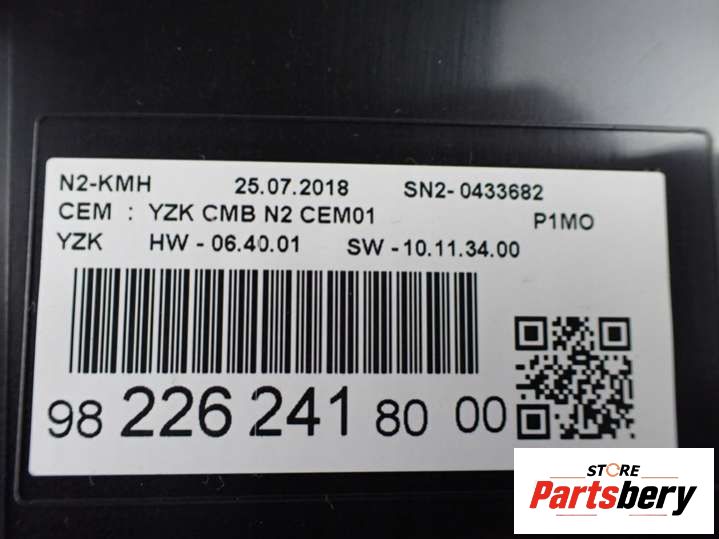 N2-KMH 25.07.2018 SN2- 0433682
CEM : YZK CMB N2 CEM01 P1MO
YZK HW - 06.40.01 SW - 10.11.34.00
98 226 241 80 00
STORE
Partsbery